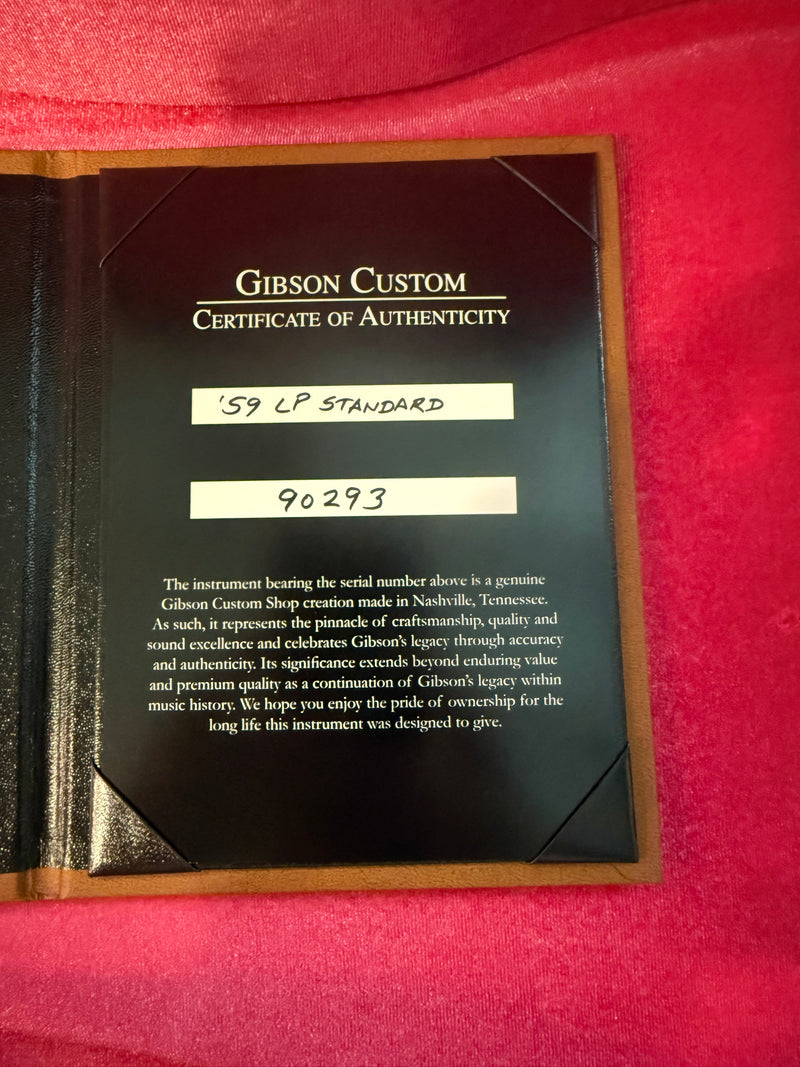 GIBSON CUSTOM
CERTIFICATE OF AUTHENTICITY
'59 LP STANDARD
90293
The instrument bearing the serial number above is a genuine
Gibson Custom Shop creation made in Nashville, Tennessee.
As such, it represents the pinnacle of craftsmanship, quality and
sound excellence and celebrates Gibson's legacy through accuracy
and authenticity. Its significance extends beyond enduring value
and premium quality as a continuation of Gibson's legacy within
music history. We hope you enjoy the pride of ownership for the
long life this instrument was designed to give.